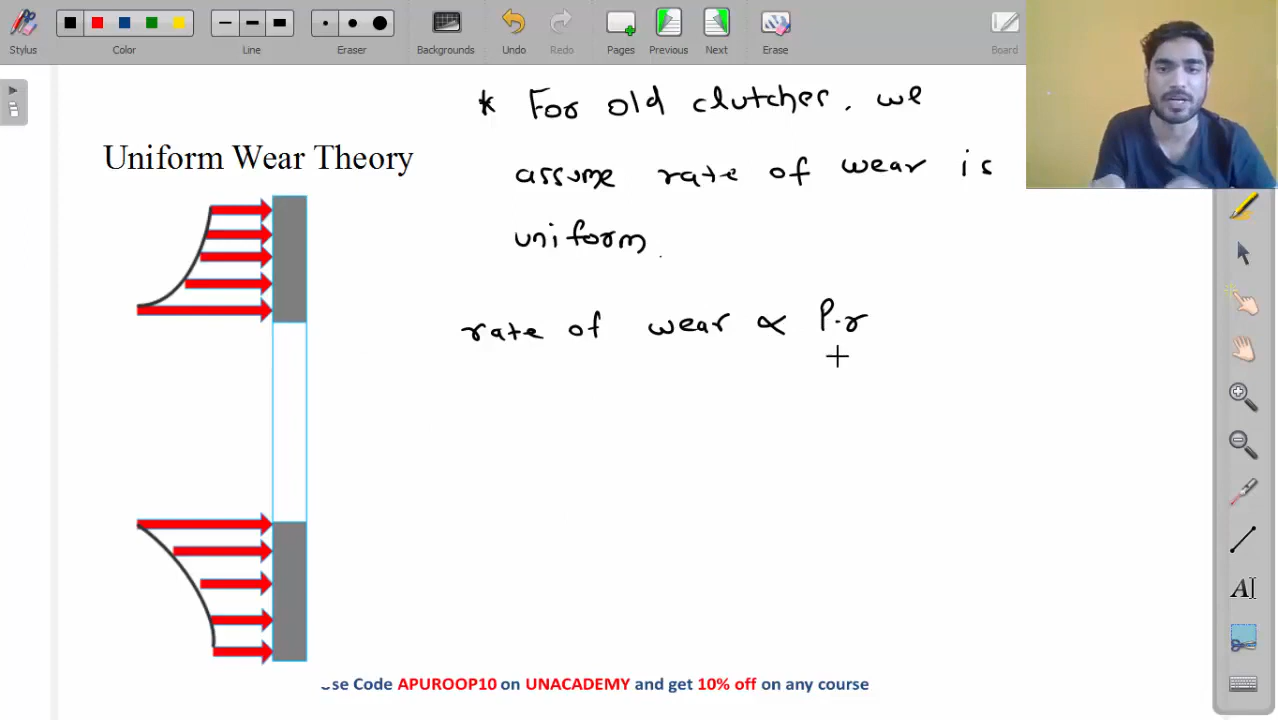 Stylus
Color
Line
Eraser
Backgrounds
Undo
Redo
Pages
Previous
Next
Erase
Board
* For old clutches, we
Uniform Wear Theory
assume rate of wear is
uniform.
rate of wear ∝ P.r
se Code APUROOP10 on UNACADEMY and get 10% off on any course